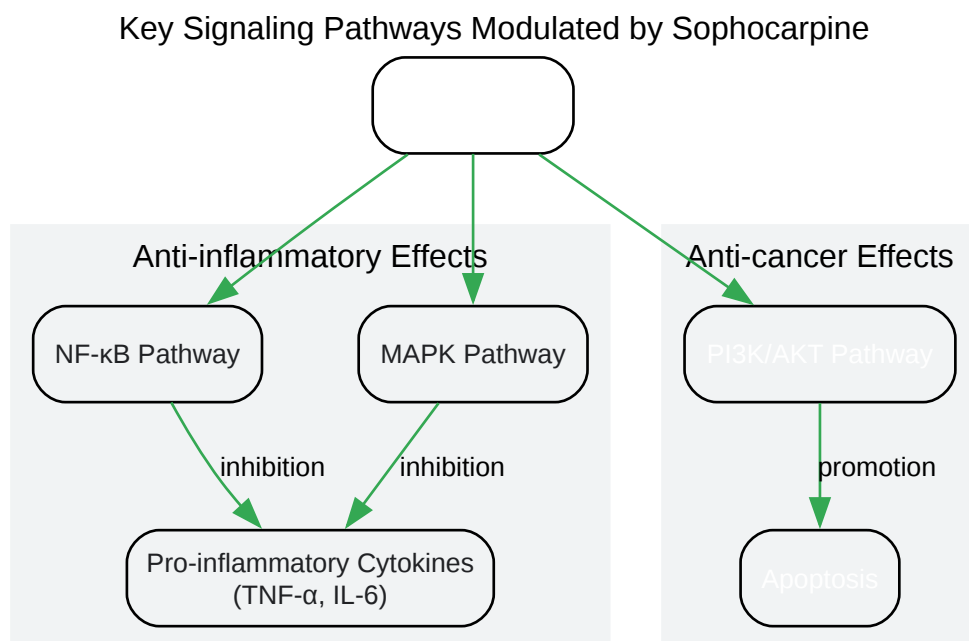 Key Signaling Pathways Modulated by Sophocarpine
Anti-inflammatory Effects
Anti-cancer Effects
NF-κB Pathway
MAPK Pathway
PI3K/AKT Pathway
inhibition
inhibition
promotion
Pro-inflammatory Cytokines
(TNF-α, IL-6)
Apoptosis